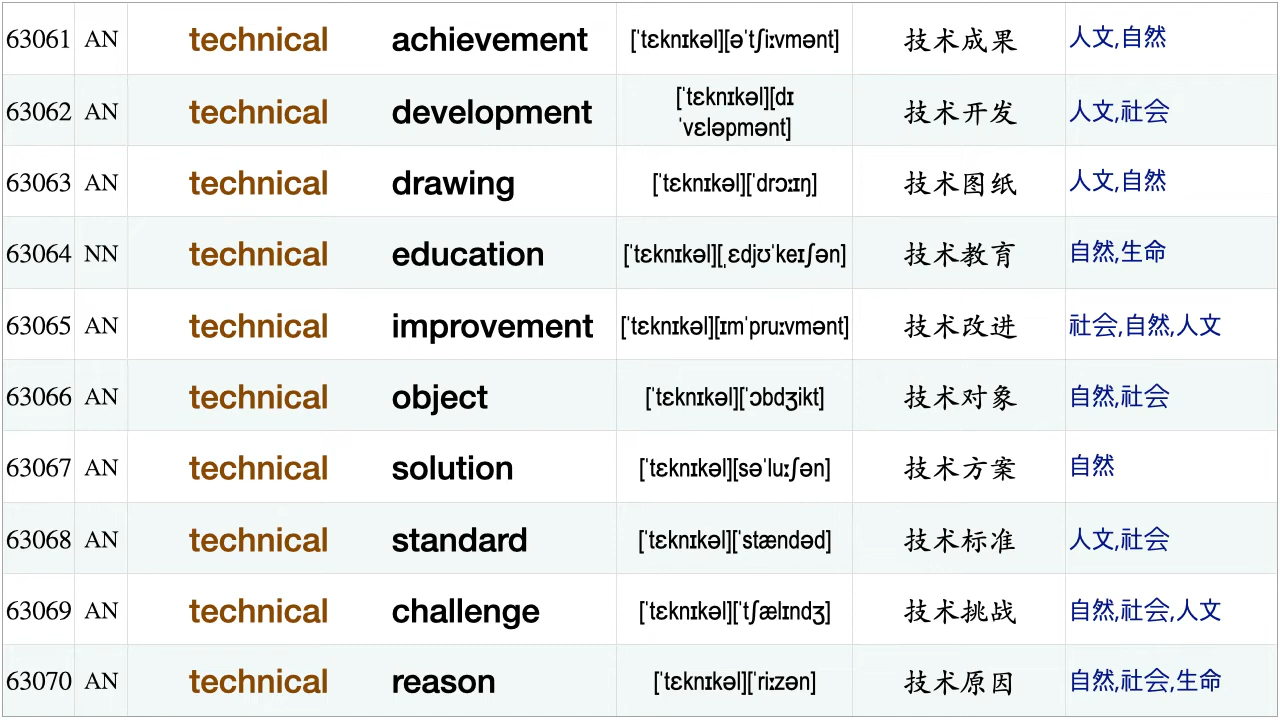 63061 AN technical achievement [ˈtɛknɪkəl][əˈtʃiːvmənt] 技术成果 人文,自然
63062 AN technical development [ˈtɛknɪkəl][dɪ
ˈvɛləpmənt] 技术开发 人文,社会
63063 AN technical drawing [ˈtɛknɪkəl][ˈdrɔːɪŋ] 技术图纸 人文,自然
63064 NN technical education [ˈtɛknɪkəl][ˌɛdjʊˈkeɪʃən] 技术教育 自然,生命
63065 AN technical improvement [ˈtɛknɪkəl][ɪmˈpruːvmənt] 技术改进 社会,自然,人文
63066 AN technical object [ˈtɛknɪkəl][ˈɔbdʒikt] 技术对象 自然,社会
63067 AN technical solution [ˈtɛknɪkəl][səˈluːʃən] 技术方案 自然
63068 AN technical standard [ˈtɛknɪkəl][ˈstændəd] 技术标准 人文,社会
63069 AN technical challenge [ˈtɛknɪkəl][ˈtʃælɪndʒ] 技术挑战 自然,社会,人文
63070 AN technical reason [ˈtɛknɪkəl][ˈriːzən] 技术原因 自然,社会,生命